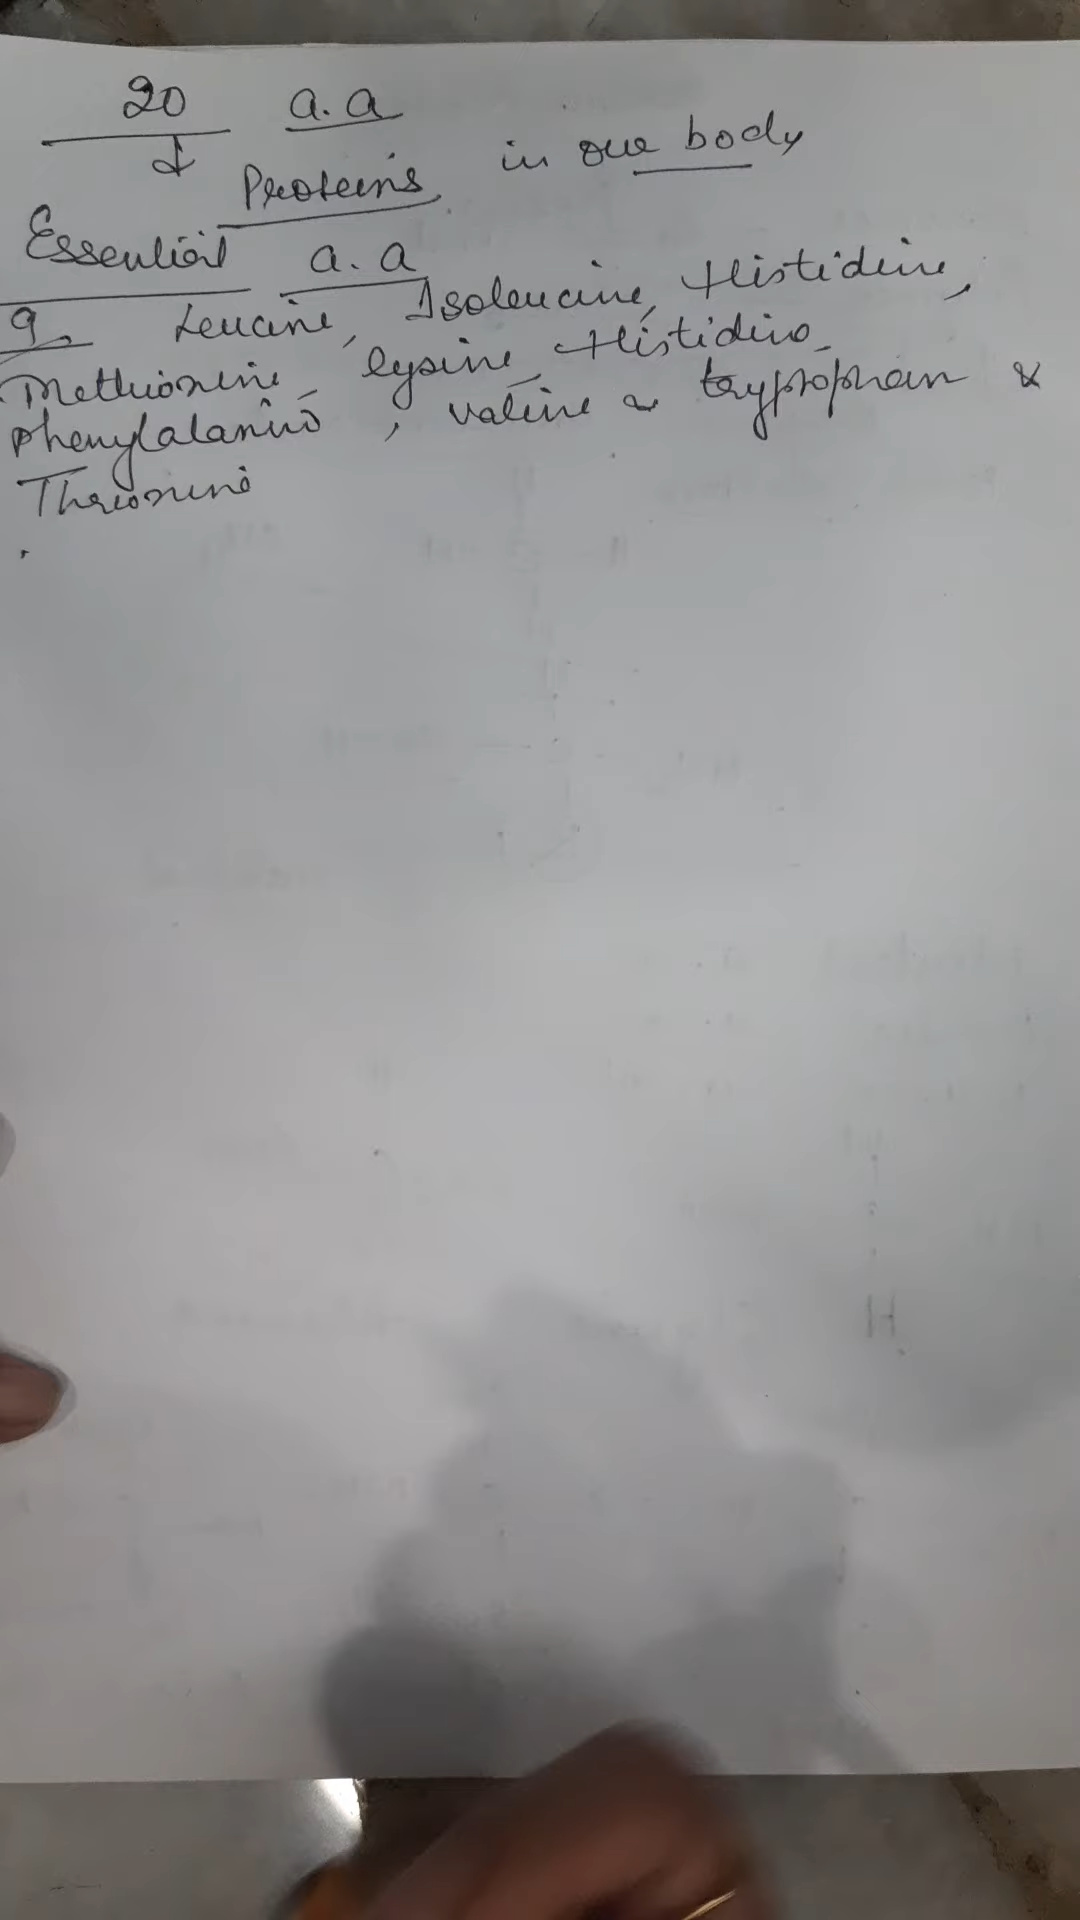 20 a.a
↓ Proteins in our body
Essential a.a
9. Leucine, Isoleucine, Histidine,
Methionine, lysine, Histidine
Phenylalanine, valine & tryptophan &
Threonine
H